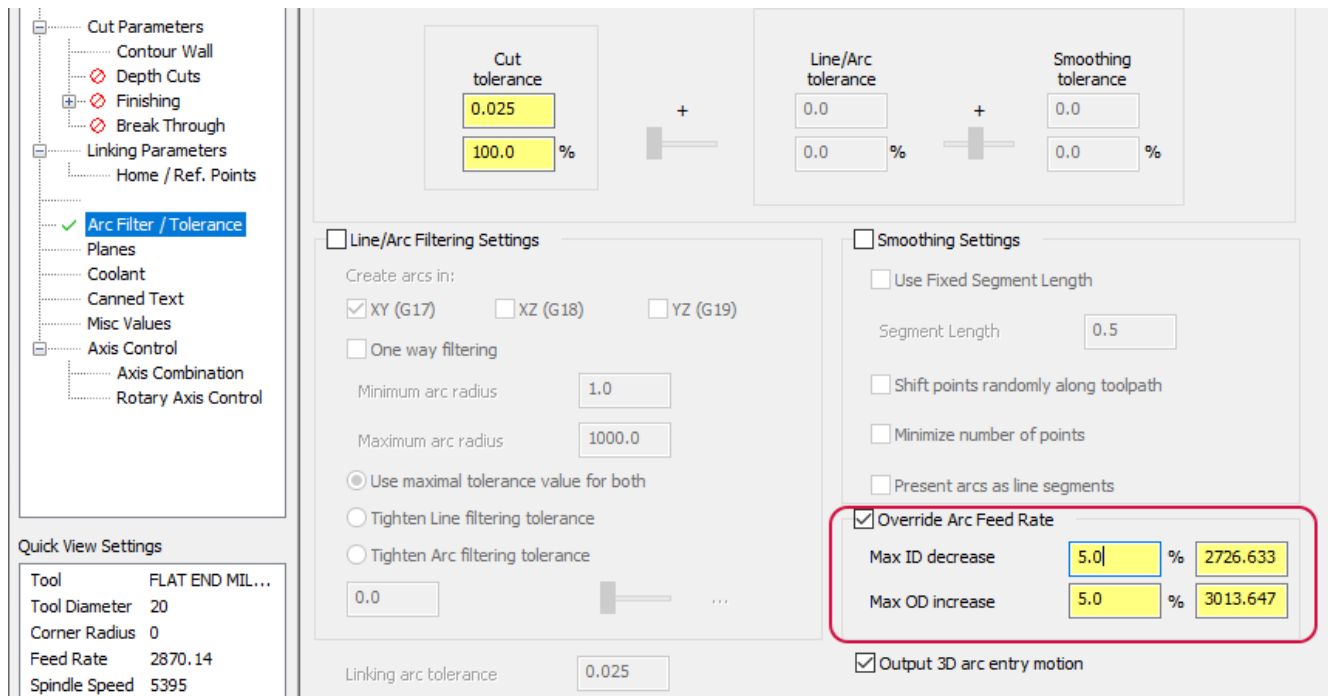 Cut Parameters
Contour Wall
Depth Cuts
Finishing
Break Through
Linking Parameters
Home / Ref. Points
Arc Filter / Tolerance
Planes
Coolant
Canned Text
Misc Values
Axis Control
Axis Combination
Rotary Axis Control
Quick View Settings
Tool FLAT END MIL...
Tool Diameter 20
Corner Radius 0
Feed Rate 2870.14
Spindle Speed 5395
Cut
tolerance
0.025
100.0 %
+
Line/Arc
tolerance
0.0
0.0 %
+
Smoothing
tolerance
0.0
0.0 %
Line/Arc Filtering Settings
Create arcs in:
XY (G17) XZ (G18) YZ (G19)
One way filtering
Minimum arc radius 1.0
Maximum arc radius 1000.0
Use maximal tolerance value for both
Tighten Line filtering tolerance
Tighten Arc filtering tolerance
0.0 ...
Linking arc tolerance 0.025
Smoothing Settings
Use Fixed Segment Length
Segment Length 0.5
Shift points randomly along toolpath
Minimize number of points
Present arcs as line segments
Override Arc Feed Rate
Max ID decrease 5.0 % 2726.633
Max OD increase 5.0 % 3013.647
Output 3D arc entry motion